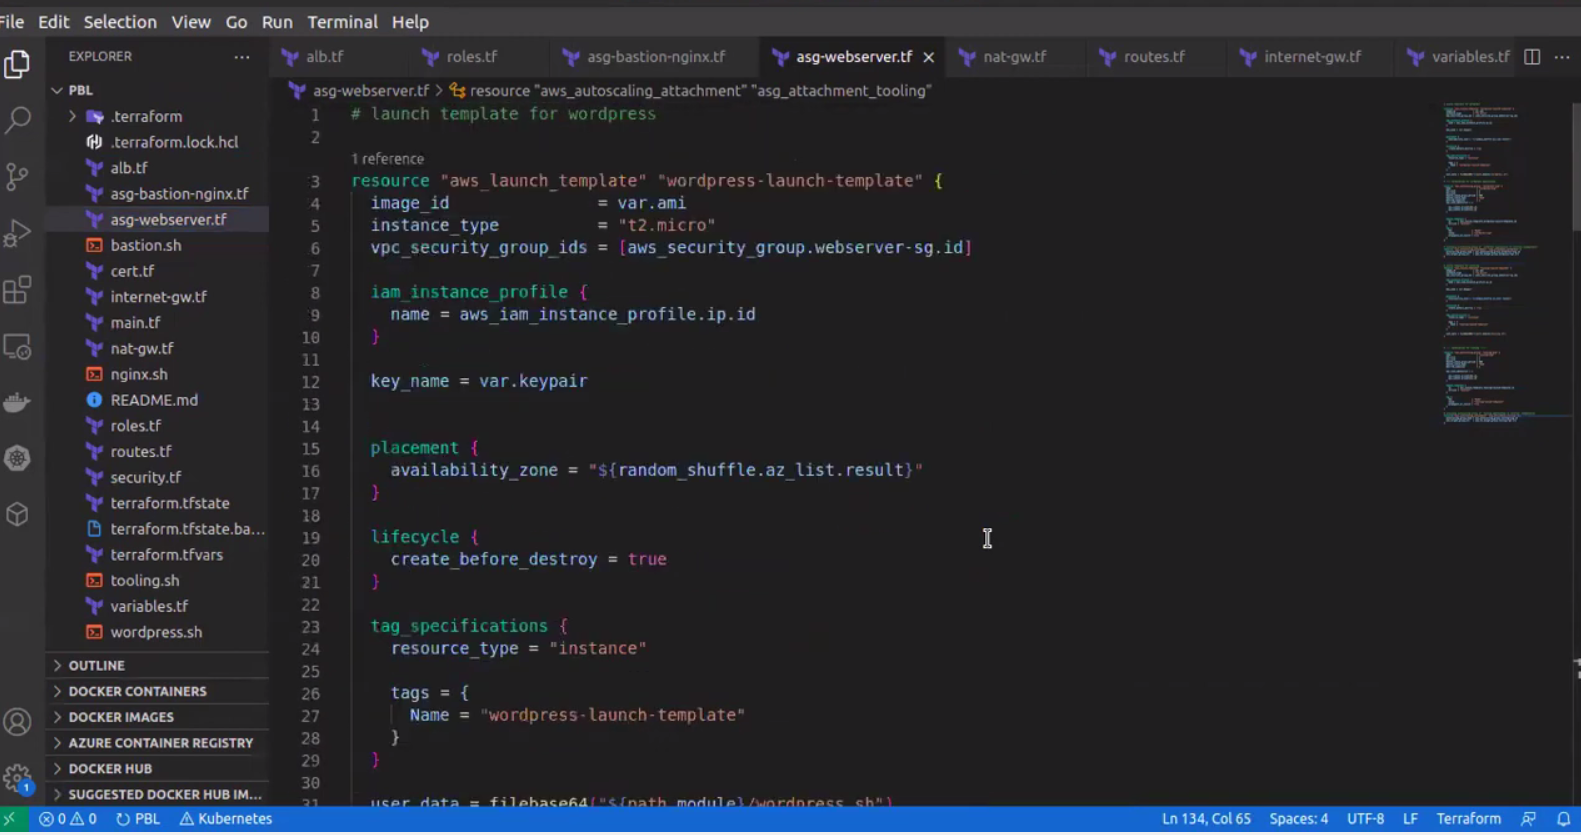 File Edit Selection View Go Run Terminal Help
EXPLORER ...
alb.tf roles.tf asg-bastion-nginx.tf asg-webserver.tf × nat-gw.tf routes.tf internet-gw.tf variables.tf ...
PBL
.terraform
.terraform.lock.hcl
alb.tf
asg-bastion-nginx.tf
asg-webserver.tf
bastion.sh
cert.tf
internet-gw.tf
main.tf
nat-gw.tf
nginx.sh
README.md
roles.tf
routes.tf
security.tf
terraform.tfstate
terraform.tfstate.ba...
terraform.tfvars
tooling.sh
variables.tf
wordpress.sh
OUTLINE
DOCKER CONTAINERS
DOCKER IMAGES
AZURE CONTAINER REGISTRY
DOCKER HUB
SUGGESTED DOCKER HUB IM...
asg-webserver.tf > resource "aws_autoscaling_attachment" "asg_attachment_tooling"
1 # launch template for wordpress
2
1 reference
3 resource "aws_launch_template" "wordpress-launch-template" {
4 image_id = var.ami
5 instance_type = "t2.micro"
6 vpc_security_group_ids = [aws_security_group.webserver-sg.id]
7
8 iam_instance_profile {
9 name = aws_iam_instance_profile.ip.id
10 }
11
12 key_name = var.keypair
13
14
15 placement {
16 availability_zone = "${random_shuffle.az_list.result}"
17 }
18
19 lifecycle {
20 create_before_destroy = true
21 }
22
23 tag_specifications {
24 resource_type = "instance"
25
26 tags = {
27 Name = "wordpress-launch-template"
28 }
29 }
30
31 user_data = filebase64("${path.module}/wordpress.sh")
1
0 0 PBL Kubernetes Ln 134, Col 65 Spaces: 4 UTF-8 LF Terraform